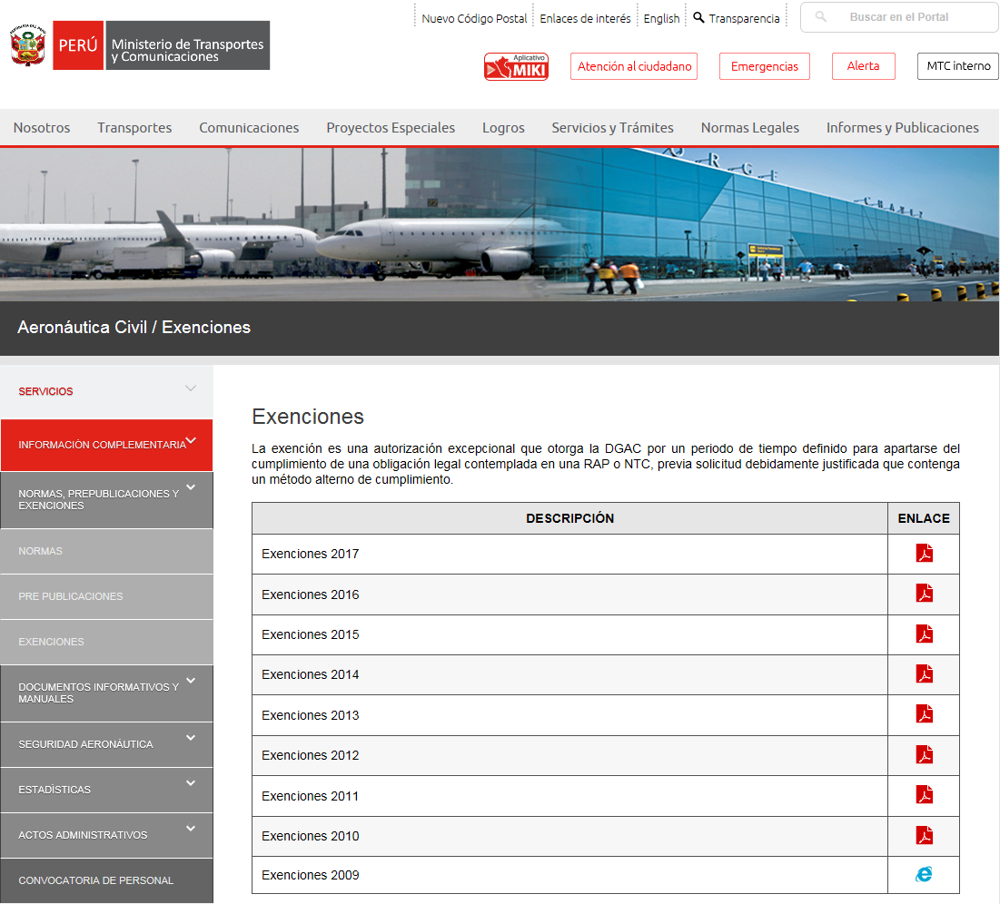 Nuevo Código Postal
Enlaces de interés
English
Transparencia
Buscar en el Portal
PERÚ
Ministerio de Transportes
y Comunicaciones
Aplicativo
MIKI
Atención al ciudadano
Emergencias
Alerta
MTC interno
Nosotros
Transportes
Comunicaciones
Proyectos Especiales
Logros
Servicios y Trámites
Normas Legales
Informes y Publicaciones
J O R G E
C H A V E Z
Aeronáutica Civil / Exenciones
SERVICIOS
INFORMACIÓN COMPLEMENTARIA
NORMAS, PREPUBLICACIONES Y
EXENCIONES
NORMAS
PRE PUBLICACIONES
EXENCIONES
DOCUMENTOS INFORMATIVOS Y
MANUALES
SEGURIDAD AERONÁUTICA
ESTADÍSTICAS
ACTOS ADMINISTRATIVOS
CONVOCATORIA DE PERSONAL
Exenciones
La exención es una autorización excepcional que otorga la DGAC por un periodo de tiempo definido para apartarse del
cumplimiento de una obligación legal contemplada en una RAP o NTC, previa solicitud debidamente justificada que contenga
un método alterno de cumplimiento.
DESCRIPCIÓN
ENLACE
Exenciones 2017
Exenciones 2016
Exenciones 2015
Exenciones 2014
Exenciones 2013
Exenciones 2012
Exenciones 2011
Exenciones 2010
Exenciones 2009